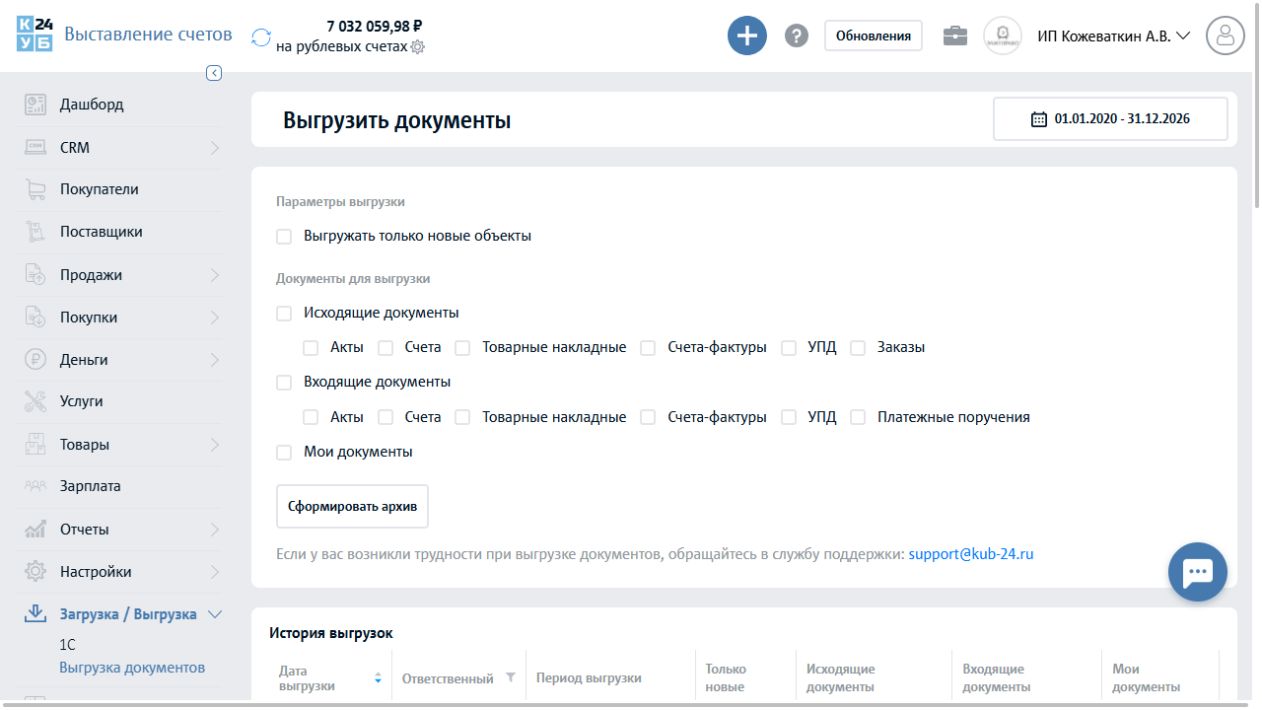 К 24
У Б
Выставление счетов
7 032 059,98 ₽
на рублевых счетах
Обновления
ИП Кожеваткин А.В.
Дашборд
CRM
Покупатели
Поставщики
Продажи
Покупки
Деньги
Услуги
Товары
Зарплата
Отчеты
Настройки
Загрузка / Выгрузка
1С
Выгрузка документов
Выгрузить документы
01.01.2020 - 31.12.2026
Параметры выгрузки
Выгружать только новые объекты
Документы для выгрузки
Исходящие документы
Акты Счета Товарные накладные Счета-фактуры УПД Заказы
Входящие документы
Акты Счета Товарные накладные Счета-фактуры УПД Платежные поручения
Мои документы
Сформировать архив
Если у вас возникли трудности при выгрузке документов, обращайтесь в службу поддержки: support@kub-24.ru
История выгрузок
Дата выгрузки
Ответственный
Период выгрузки
Только новые
Исходящие документы
Входящие документы
Мои документы